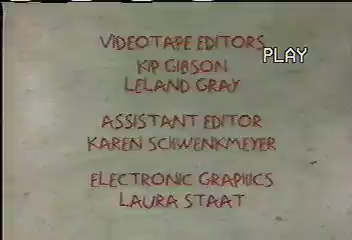 VIDEOTAPE EDITORS
PLAY
KIP GIBSON
LELAND GRAY
ASSISTANT EDITOR
KAREN SCHWENKMEYER
ELECTRONIC GRAPHICS
LAURA STAAT